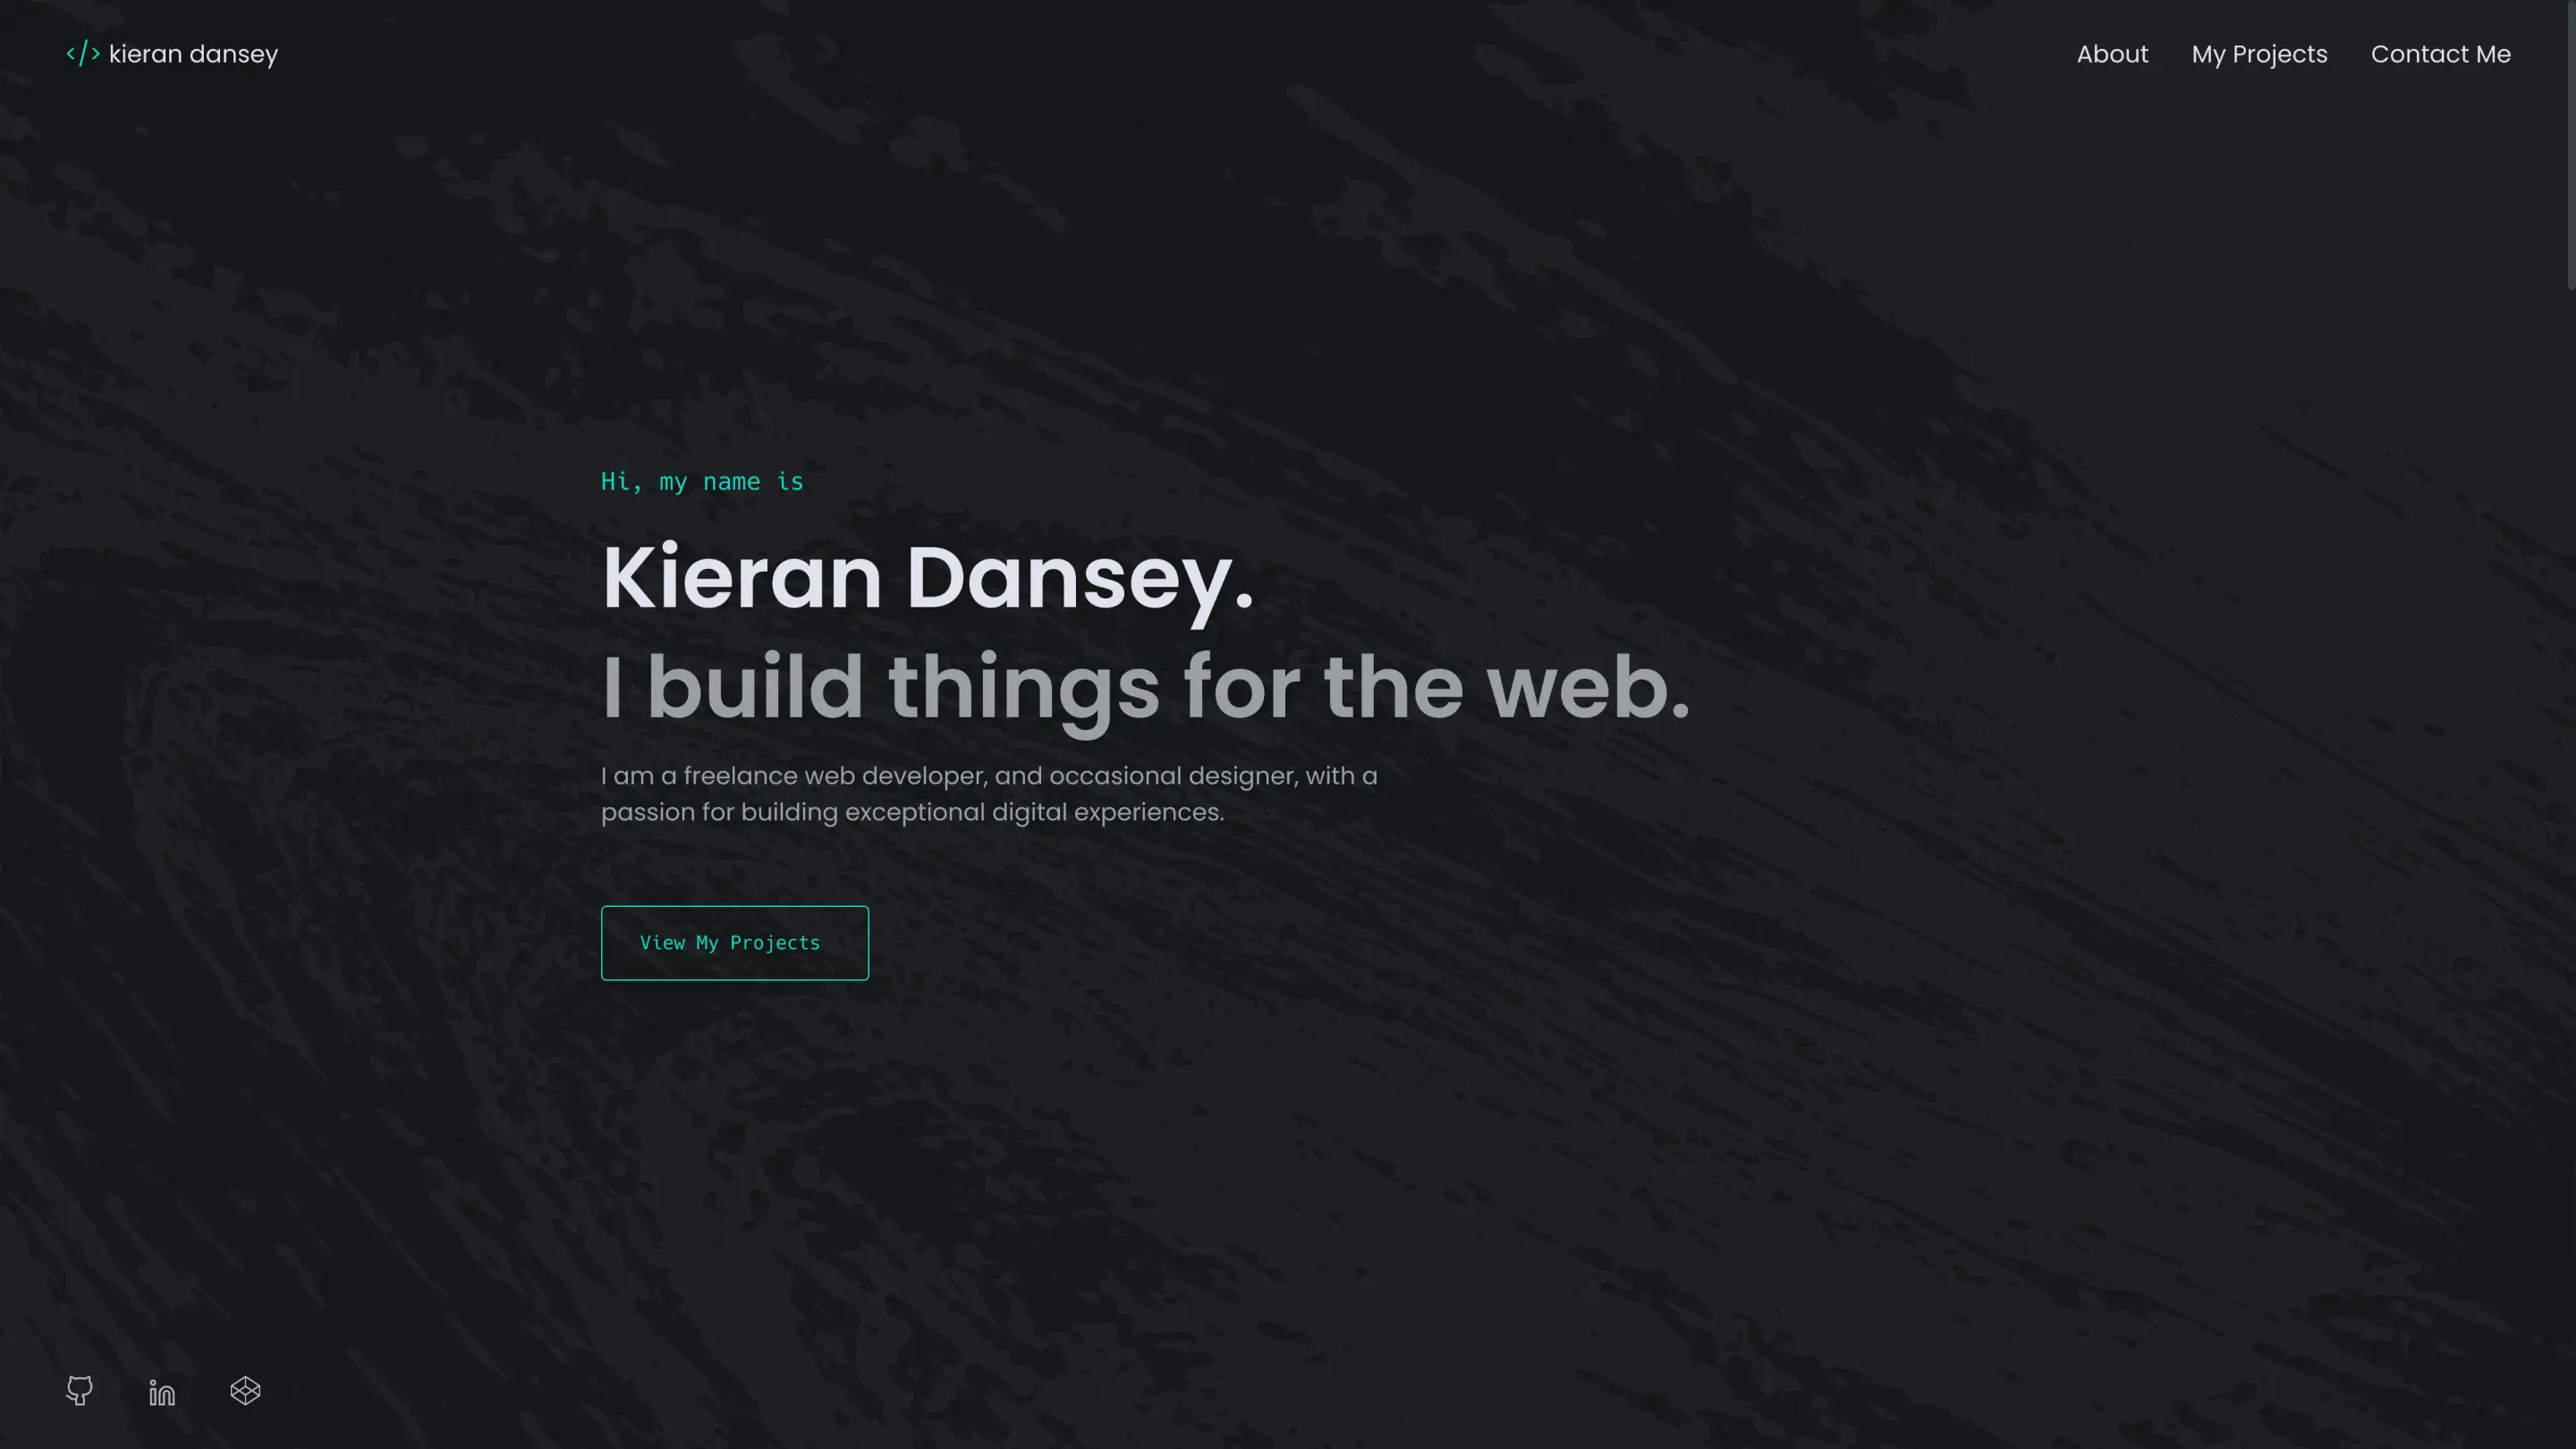 </> kieran dansey
About
My Projects
Contact Me
Hi, my name is
Kieran Dansey.
I build things for the web.
I am a freelance web developer, and occasional designer, with a
passion for building exceptional digital experiences.
View My Projects
in